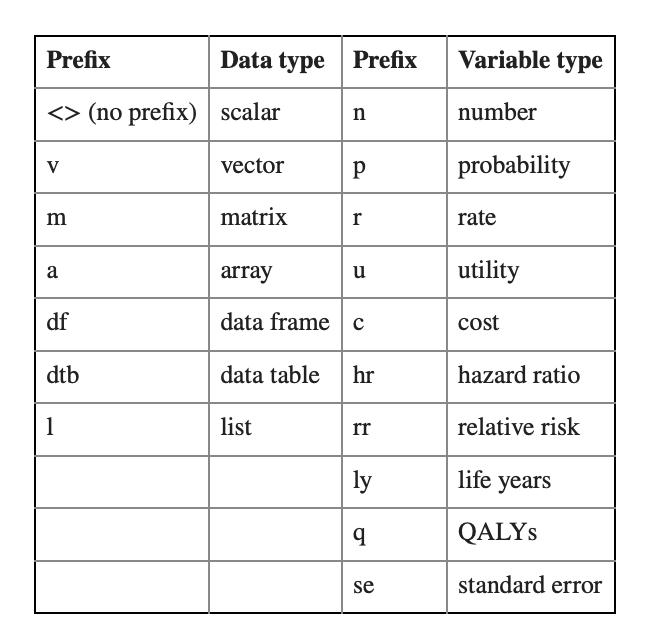 Prefix Data type Prefix Variable type
<> (no prefix) scalar n number
v vector p probability
m matrix r rate
a array u utility
df data frame c cost
dtb data table hr hazard ratio
l list rr relative risk
ly life years
q QALYs
se standard error